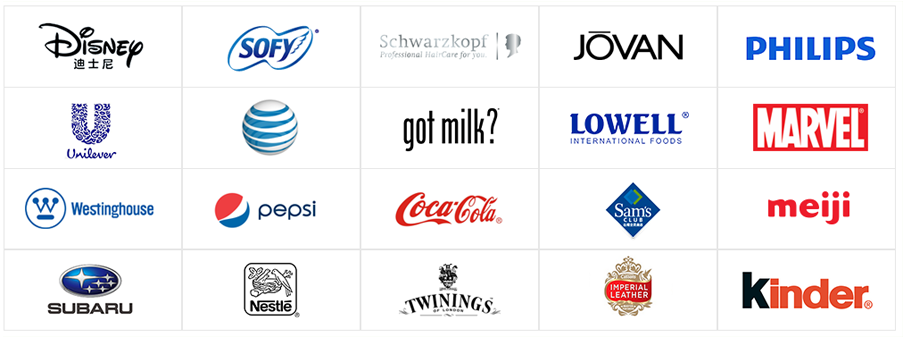 Disney
迪士尼
SOFY
Schwarzkopf
Professional HairCare for you.
JŌVAN
PHILIPS
Unilever
got milk?
LOWELL®
INTERNATIONAL FOODS
MARVEL
Westinghouse
pepsi
Coca-Cola®
Sam's
CLUB
meiji
SUBARU
Nestlé®
TWININGS
OF LONDON
IMPERIAL
LEATHER
Kinder®